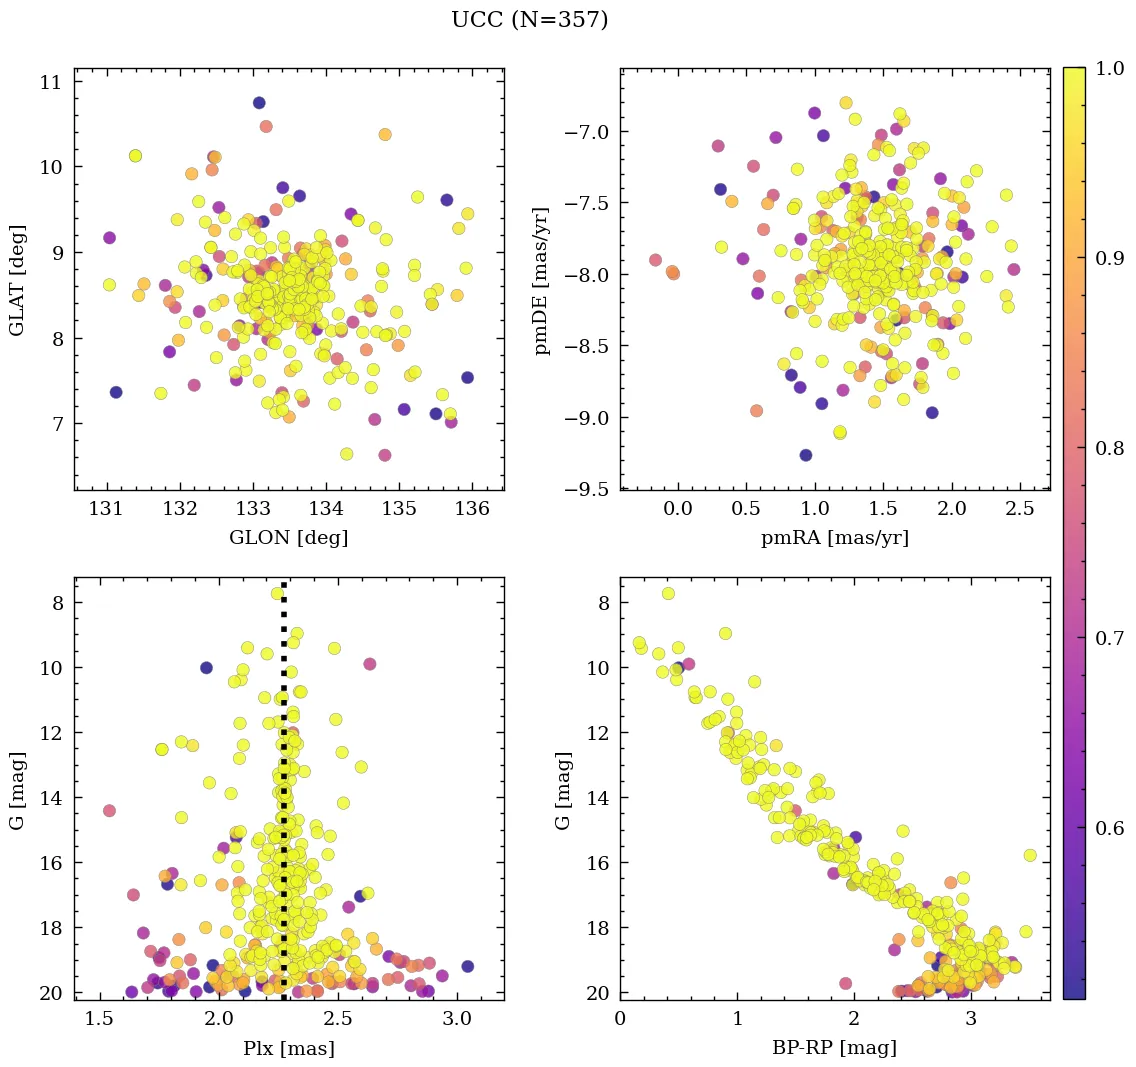 UCC (N=357)
11
10
9
8
7
GLAT [deg]
131 132 133 134 135 136
GLON [deg]
−7.0
−7.5
−8.0
−8.5
−9.0
−9.5
pmDE [mas/yr]
0.0 0.5 1.0 1.5 2.0 2.5
pmRA [mas/yr]
1.0
0.9
0.8
0.7
0.6
8
10
12
14
16
18
20
G [mag]
1.5 2.0 2.5 3.0
Plx [mas]
8
10
12
14
16
18
20
G [mag]
0 1 2 3
BP-RP [mag]